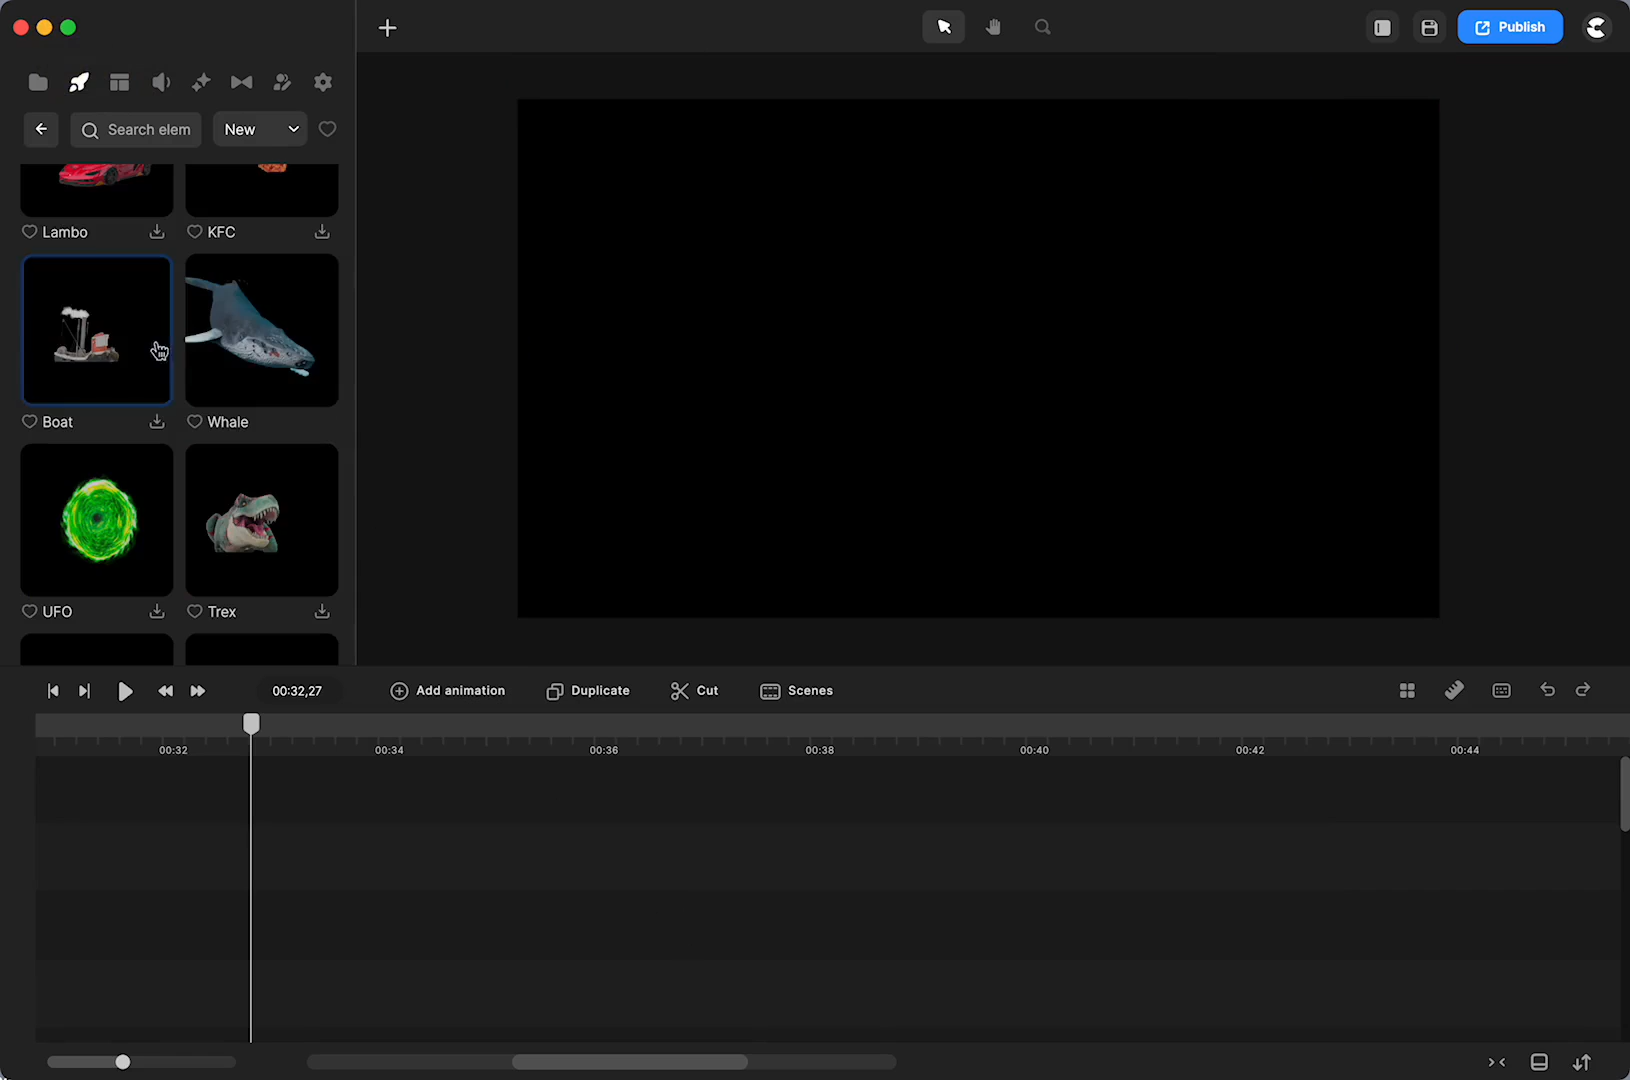 Publish
Search elem
New
Lambo
KFC
Boat
Whale
UFO
Trex
00:32,27
Add animation
Duplicate
Cut
Scenes
00:32
00:34
00:36
00:38
00:40
00:42
00:44